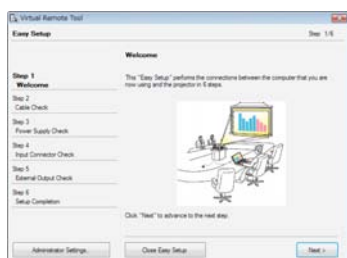 Virtual Remote Tool
Easy Setup
Step 1/6
Welcome
Step 1
Welcome
The "Easy Setup" performs the connections between the computer that you are
now using and the projector in 6 steps.
Step 2
Cable Check
Step 3
Power Supply Check
Step 4
Input Connector Check
Step 5
External Output Check
Step 6
Setup Completion
Click "Next" to advance to the next step.
Administrator Settings...
Close Easy Setup
Next >